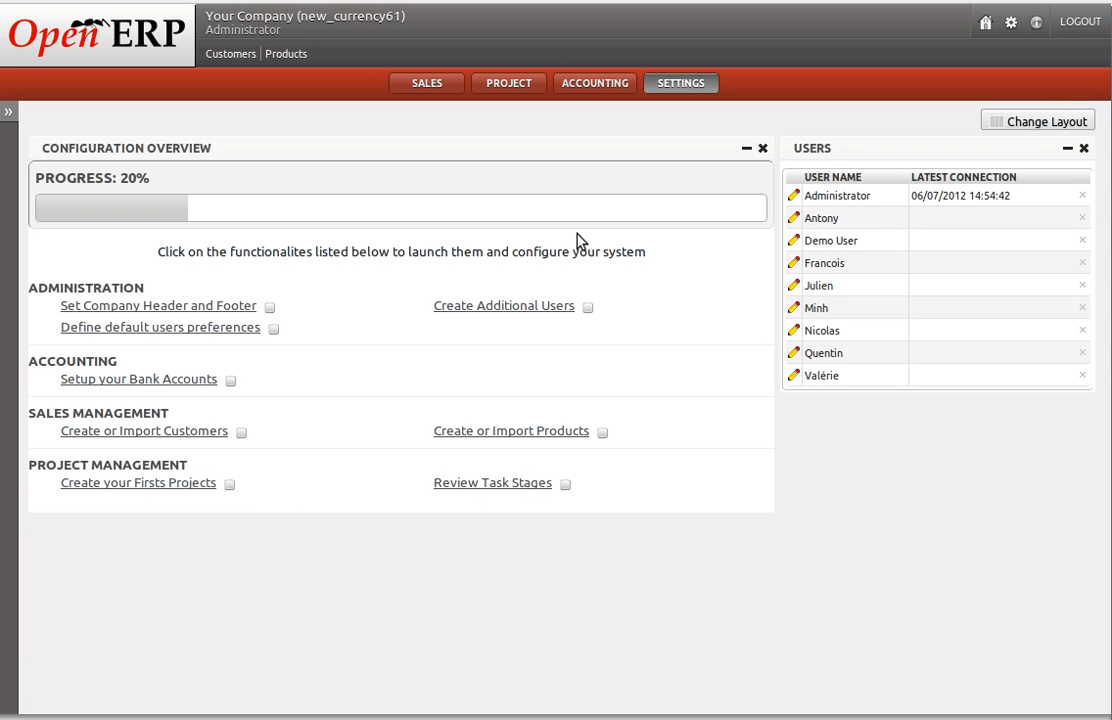 Open ERP
Your Company (new_currency61)
Administrator
Customers | Products
LOGOUT
SALES
PROJECT
ACCOUNTING
SETTINGS
»
Change Layout
CONFIGURATION OVERVIEW
PROGRESS: 20%
Click on the functionalites listed below to launch them and configure your system
ADMINISTRATION
Set Company Header and Footer
Create Additional Users
Define default users preferences
ACCOUNTING
Setup your Bank Accounts
SALES MANAGEMENT
Create or Import Customers
Create or Import Products
PROJECT MANAGEMENT
Create your Firsts Projects
Review Task Stages
USERS
USER NAME LATEST CONNECTION
Administrator 06/07/2012 14:54:42
Antony
Demo User
Francois
Julien
Minh
Nicolas
Quentin
Valérie